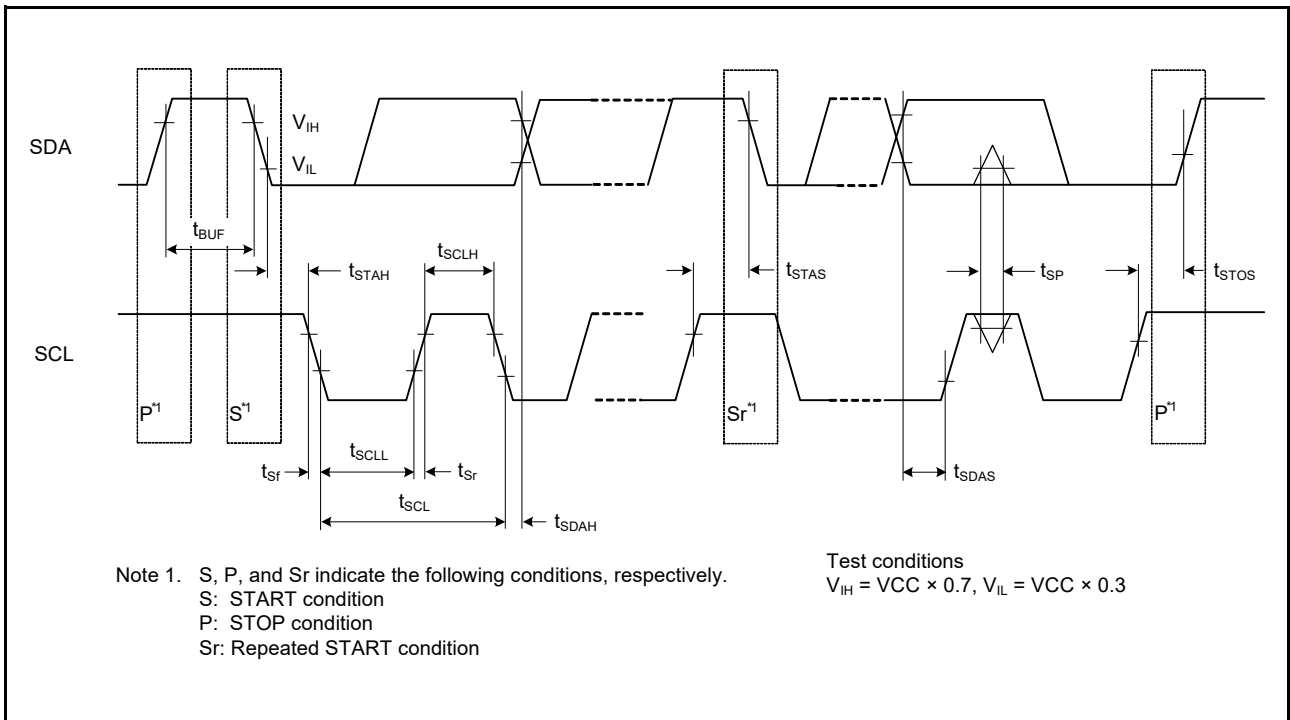 SDA
V_IH
V_IL
t_BUF
t_STAH
t_SCLH
t_STAS
t_SP
t_STOS
SCL
P*1
S*1
Sr*1
P*1
t_Sf
t_SCLL
t_Sr
t_SDAS
t_SCL
t_SDAH
Note 1. S, P, and Sr indicate the following conditions, respectively.
S: START condition
P: STOP condition
Sr: Repeated START condition
Test conditions
V_IH = VCC × 0.7, V_IL = VCC × 0.3